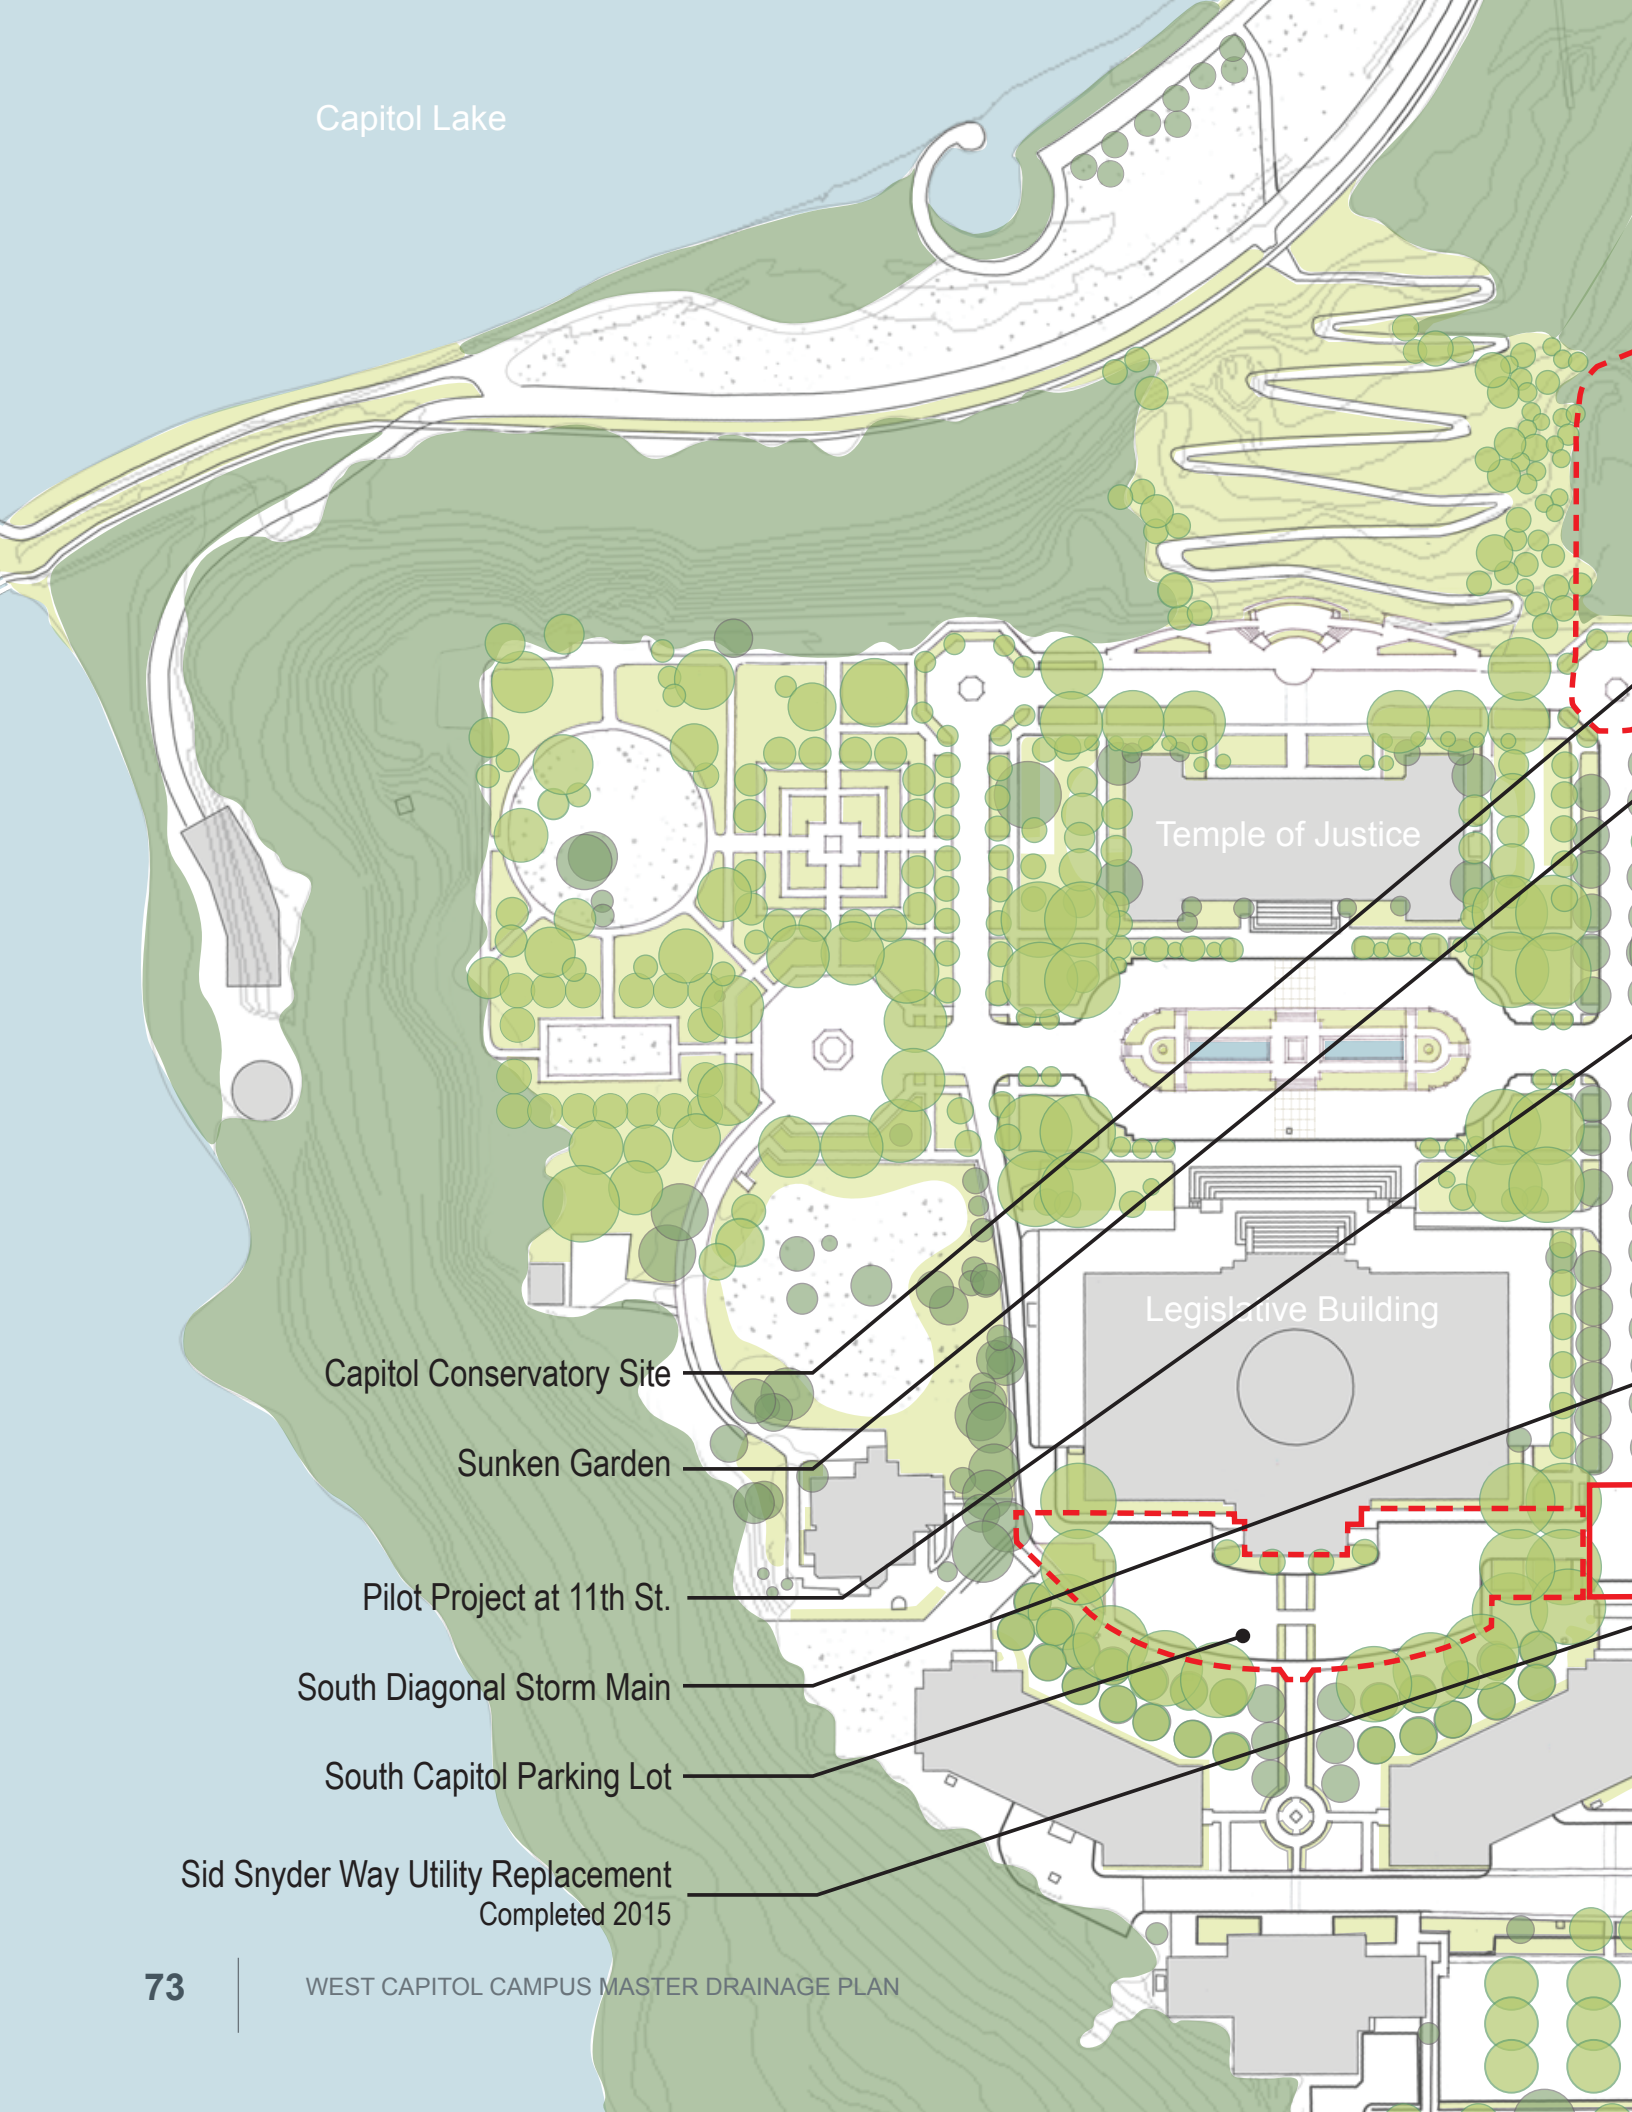 Capitol Lake
Temple of Justice
Legislative Building
Capitol Conservatory Site
Sunken Garden
Pilot Project at 11th St.
South Diagonal Storm Main
South Capitol Parking Lot
Sid Snyder Way Utility Replacement
Completed 2015
73
WEST CAPITOL CAMPUS MASTER DRAINAGE PLAN